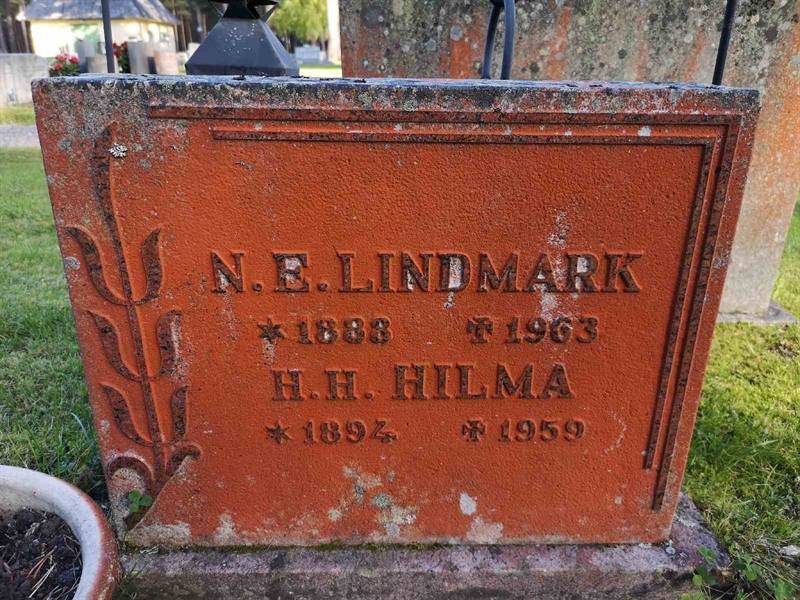 N.E.LINDMARK
* 1888 ✠ 1963
H.H. HILMA
* 1894 ✠ 1959